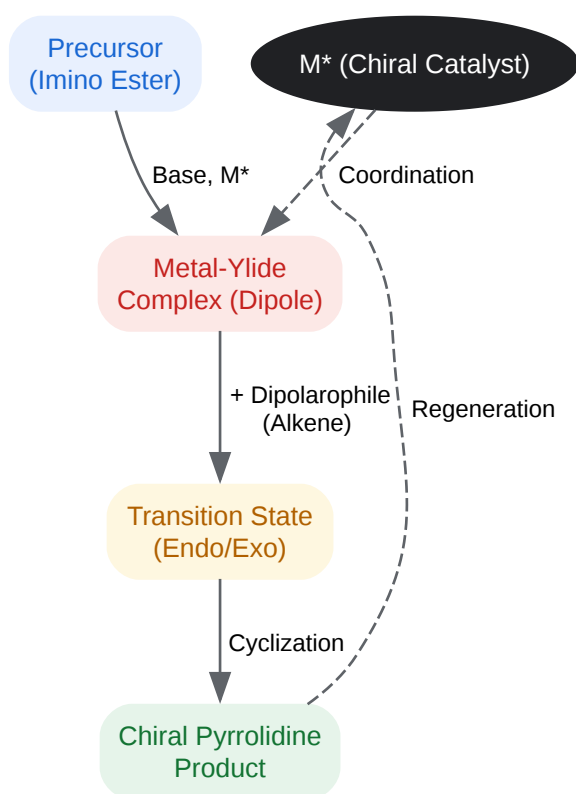 Precursor
(Imino Ester)
M* (Chiral Catalyst)
Base, M*
Coordination
Metal-Ylide
Complex (Dipole)
+ Dipolarophile
(Alkene)
Regeneration
Transition State
(Endo/Exo)
Cyclization
Chiral Pyrrolidine
Product